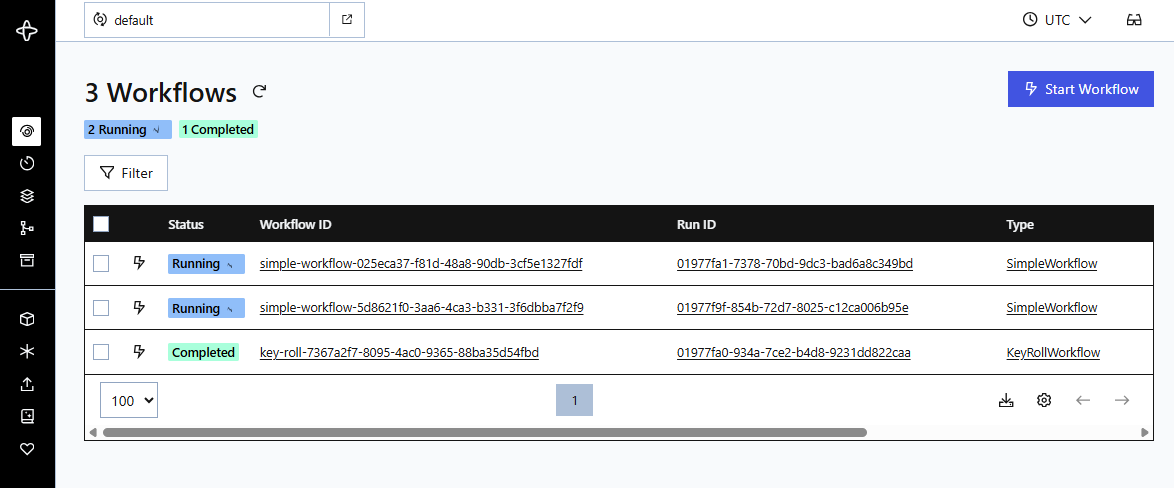 default
UTC
3 Workflows
Start Workflow
2 Running 1 Completed
Filter
Status Workflow ID Run ID Type
Running simple-workflow-025eca37-f81d-48a8-90db-3cf5e1327fdf 01977fa1-7378-70bd-9dc3-bad6a8c349bd SimpleWorkflow
Running simple-workflow-5d8621f0-3aa6-4ca3-b331-3f6dbba7f2f9 01977f9f-854b-72d7-8025-c12ca006b95e SimpleWorkflow
Completed key-roll-7367a2f7-8095-4ac0-9365-88ba35d54fbd 01977fa0-934a-7ce2-b4d8-9231dd822caa KeyRollWorkflow
100 1